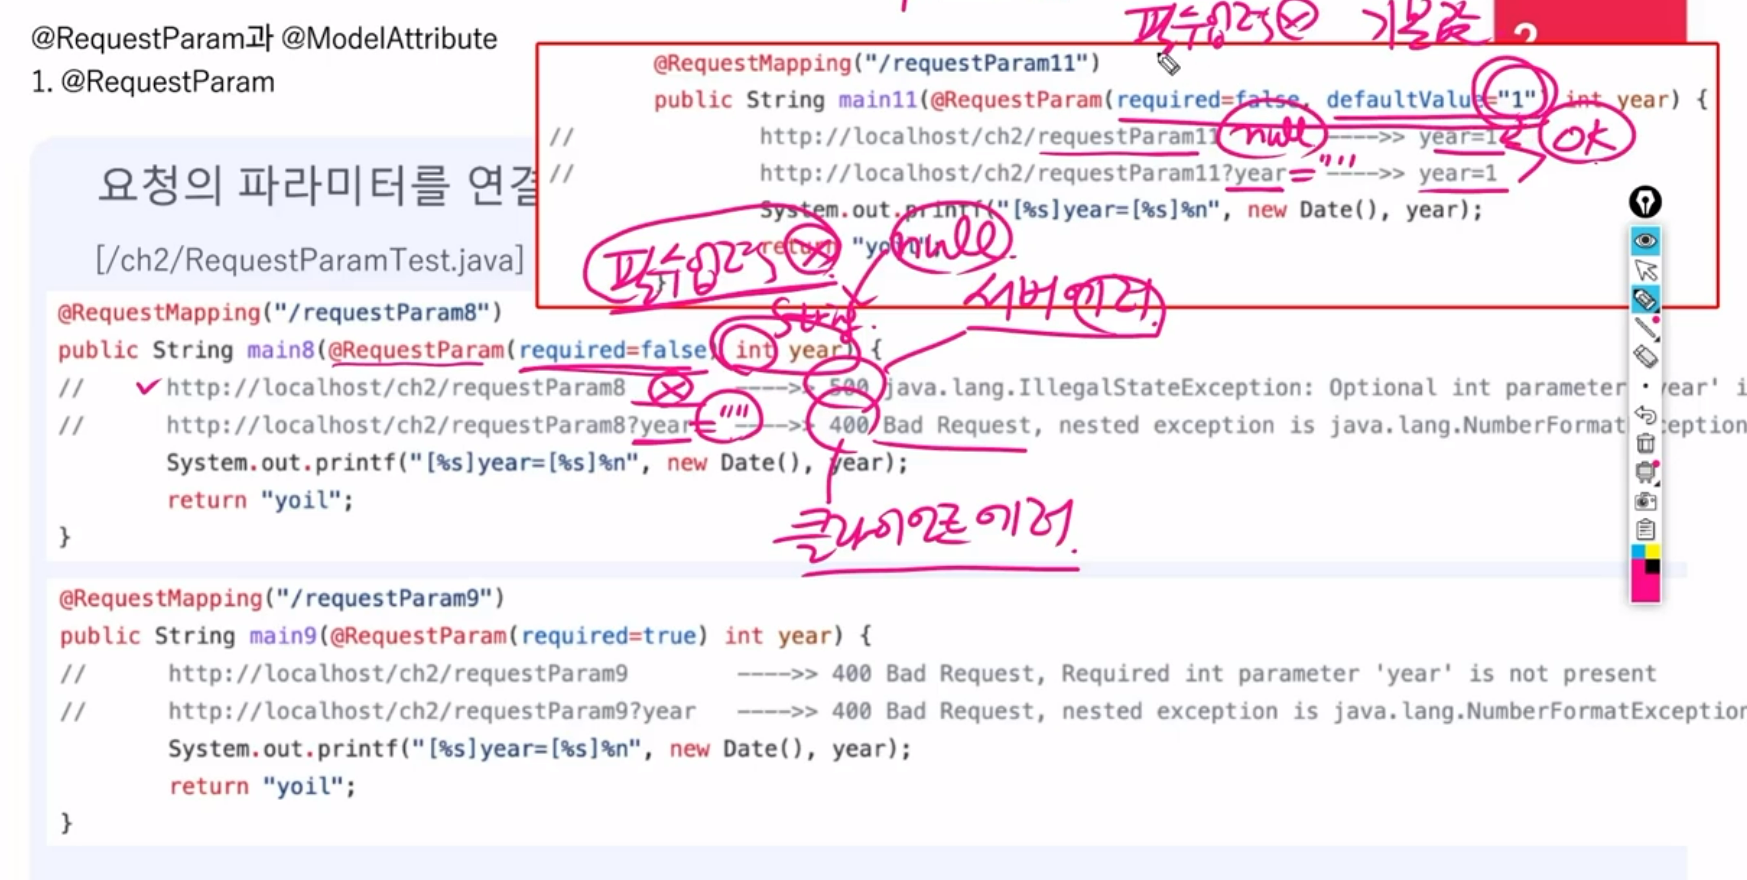 @RequestParam과 @ModelAttribute
1. @RequestParam
필수입력 ⓧ 기본값
2
@RequestMapping("/requestParam11")
public String main11(@RequestParam(required=false, defaultValue="1") int year) {
// http://localhost/ch2/requestParam11 null ---->> year=1 OK
// http://localhost/ch2/requestParam11?year = "" ---->> year=1
System.out.printf("[%s]year=[%s]%n", new Date(), year);
return "yoil";
}
요청의 파라미터를 연결
[/ch2/RequestParamTest.java]
필수입력 ⓧ
null
서버에러
String
@RequestMapping("/requestParam8")
public String main8(@RequestParam(required=false) int year) {
// http://localhost/ch2/requestParam8 ⓧ ---->> 500 java.lang.IllegalStateException: Optional int parameter 'year' i
// http://localhost/ch2/requestParam8?year = "" ---->> 400 Bad Request, nested exception is java.lang.NumberFormatException
System.out.printf("[%s]year=[%s]%n", new Date(), year);
return "yoil";
}
클라이언트에러.
@RequestMapping("/requestParam9")
public String main9(@RequestParam(required=true) int year) {
// http://localhost/ch2/requestParam9 ---->> 400 Bad Request, Required int parameter 'year' is not present
// http://localhost/ch2/requestParam9?year ---->> 400 Bad Request, nested exception is java.lang.NumberFormatException
System.out.printf("[%s]year=[%s]%n", new Date(), year);
return "yoil";
}